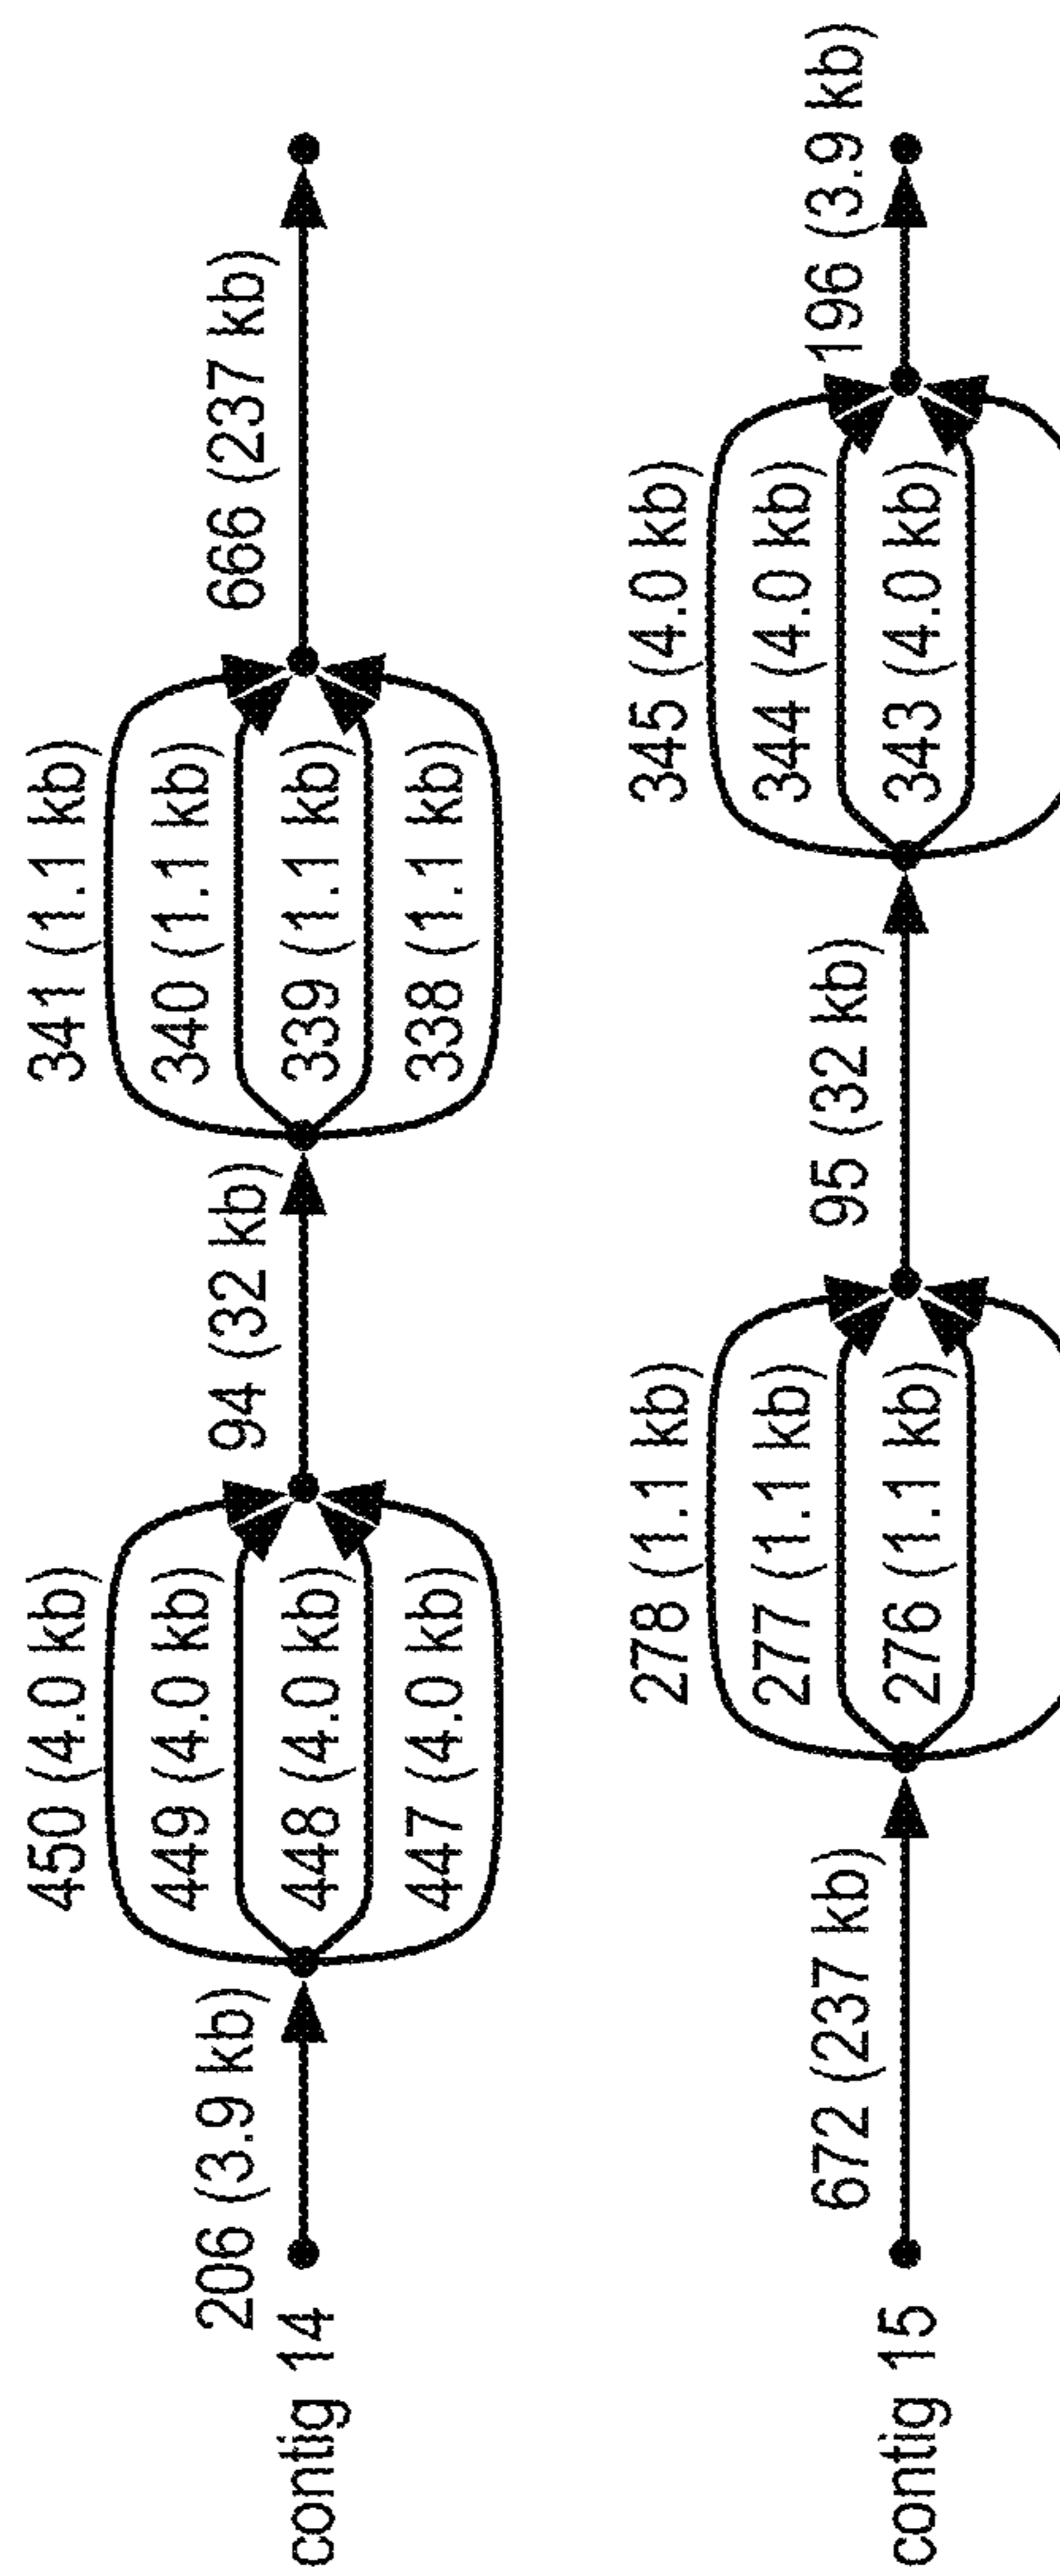 contig 14
206 (3.9 kb)
450 (4.0 kb)
449 (4.0 kb)
448 (4.0 kb)
447 (4.0 kb)
94 (32 kb)
341 (1.1 kb)
340 (1.1 kb)
339 (1.1 kb)
338 (1.1 kb)
666 (237 kb)
contig 15
672 (237 kb)
278 (1.1 kb)
277 (1.1 kb)
276 (1.1 kb)
95 (32 kb)
345 (4.0 kb)
344 (4.0 kb)
343 (4.0 kb)
196 (3.9 kb)